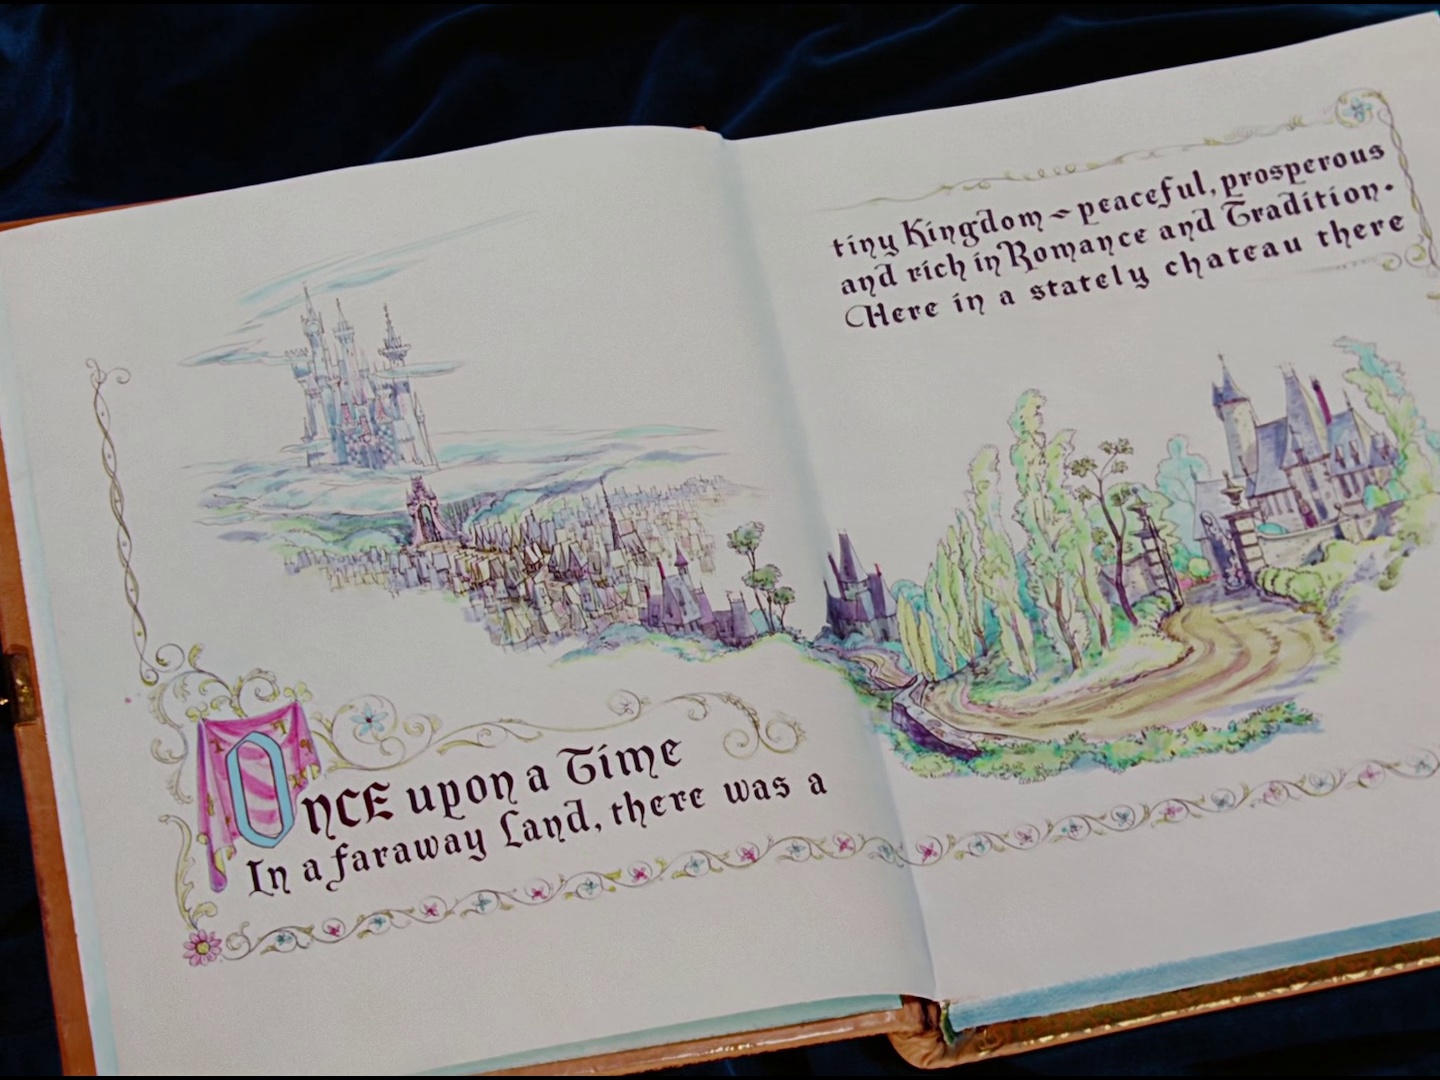 Once upon a Time
In a faraway Land, there was a
tiny Kingdom ~ peaceful, prosperous
and rich in Romance and Tradition.
Here in a stately chateau there